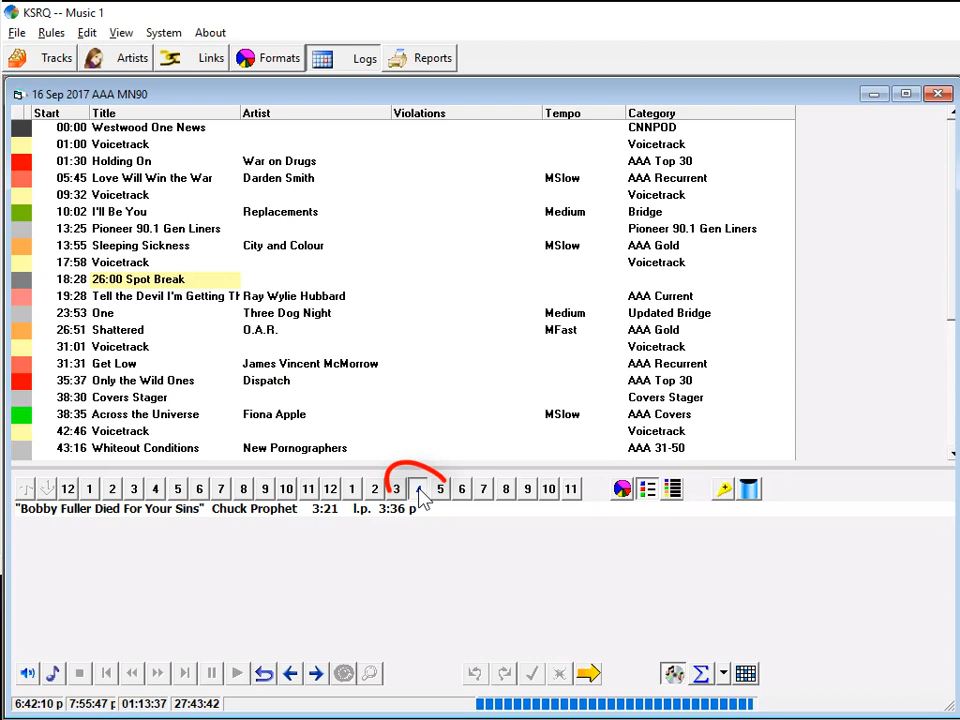 KSRQ -- Music 1
File Rules Edit View System About
Tracks Artists Links Formats Logs Reports
16 Sep 2017 AAA MN90
Start Title Artist Violations Tempo Category
00:00 Westwood One News CNNPOD
01:00 Voicetrack Voicetrack
01:30 Holding On War on Drugs AAA Top 30
05:45 Love Will Win the War Darden Smith MSlow AAA Recurrent
09:32 Voicetrack Voicetrack
10:02 I'll Be You Replacements Medium Bridge
13:25 Pioneer 90.1 Gen Liners Pioneer 90.1 Gen Liners
13:55 Sleeping Sickness City and Colour MSlow AAA Gold
17:58 Voicetrack Voicetrack
18:28 26:00 Spot Break
19:28 Tell the Devil I'm Getting Th Ray Wylie Hubbard AAA Current
23:53 One Three Dog Night Medium Updated Bridge
26:51 Shattered O.A.R. MFast AAA Gold
31:01 Voicetrack Voicetrack
31:31 Get Low James Vincent McMorrow AAA Recurrent
35:37 Only the Wild Ones Dispatch AAA Top 30
38:30 Covers Stager Covers Stager
38:35 Across the Universe Fiona Apple MSlow AAA Covers
42:46 Voicetrack Voicetrack
43:16 Whiteout Conditions New Pornographers AAA 31-50
12 1 2 3 4 5 6 7 8 9 10 11 12 1 2 3 5 6 7 8 9 10 11
"Bobby Fuller Died For Your Sins" Chuck Prophet 3:21 l.p. 3:36 p
6:42:10 p 7:55:47 p 01:13:37 27:43:42